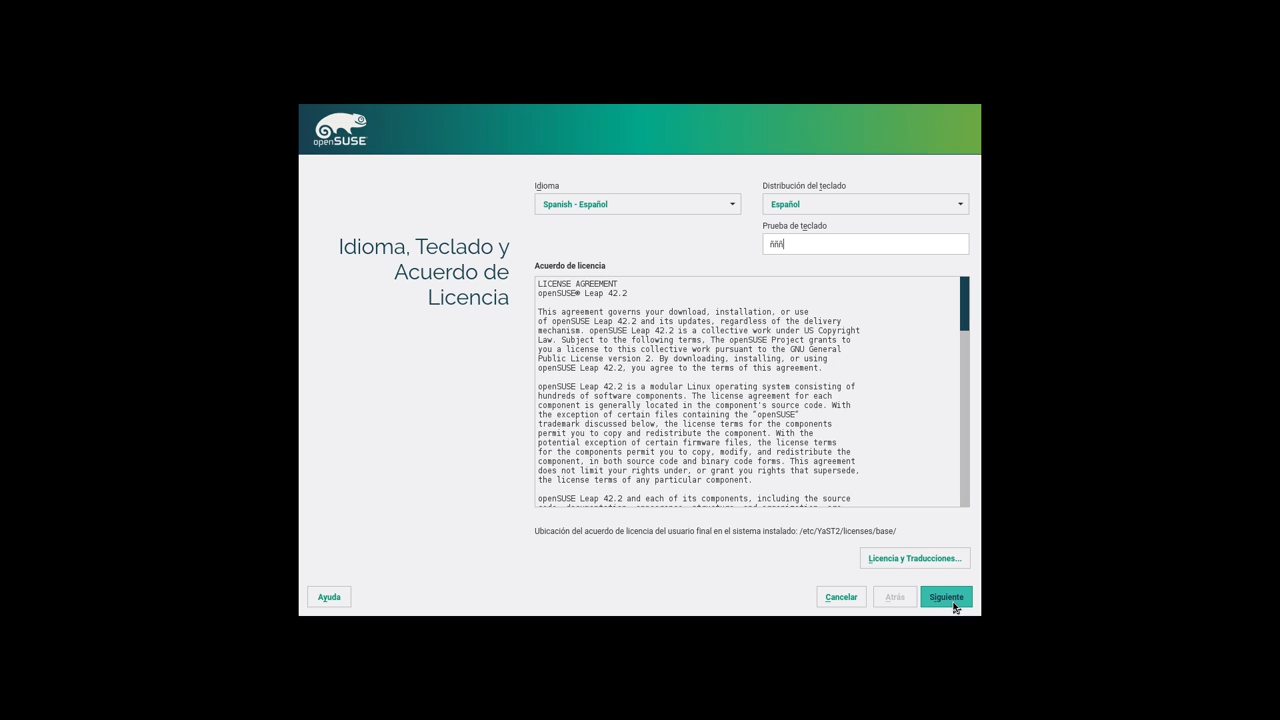 openSUSE
Idioma
Distribución del teclado
Spanish - Español
Español
Prueba de teclado
ñññ
Idioma, Teclado y
Acuerdo de
Licencia
Acuerdo de licencia
LICENSE AGREEMENT
openSUSE® Leap 42.2
This agreement governs your download, installation, or use
of openSUSE Leap 42.2 and its updates, regardless of the delivery
mechanism. openSUSE Leap 42.2 is a collective work under US Copyright
Law. Subject to the following terms, The openSUSE Project grants to
you a license to this collective work pursuant to the GNU General
Public License version 2. By downloading, installing, or using
openSUSE Leap 42.2, you agree to the terms of this agreement.
openSUSE Leap 42.2 is a modular Linux operating system consisting of
hundreds of software components. The license agreement for each
component is generally located in the component's source code. With
the exception of certain files containing the "openSUSE"
trademark discussed below, the license terms for the components
permit you to copy and redistribute the component. With the
potential exception of certain firmware files, the license terms
for the components permit you to copy, modify, and redistribute the
component, in both source code and binary code forms. This agreement
does not limit your rights under, or grant you rights that supersede,
the license terms of any particular component.
openSUSE Leap 42.2 and each of its components, including the source
Ubicación del acuerdo de licencia del usuario final en el sistema instalado: /etc/YaST2/licenses/base/
Licencia y Traducciones...
Ayuda
Cancelar
Atrás
Siguiente